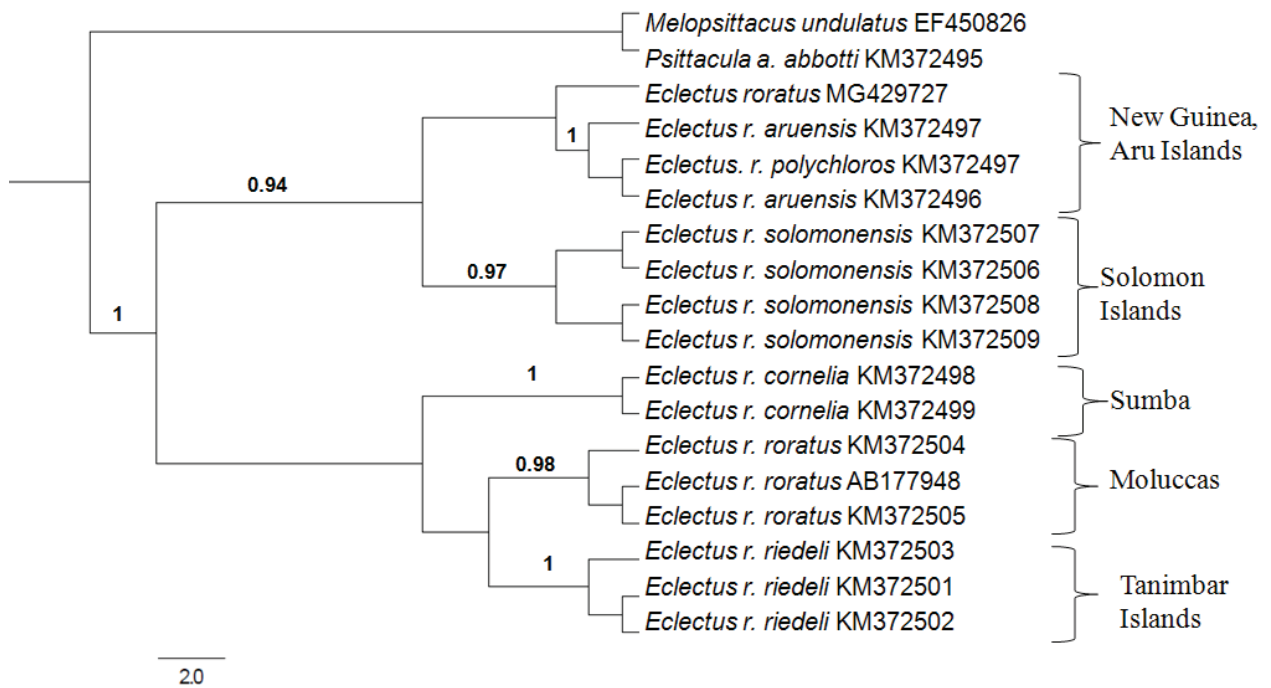 Melopsittacus undulatus EF450826
Psittacula a. abbotti KM372495
Eclectus roratus MG429727
Eclectus r. aruensis KM372497
Eclectus. r. polychloros KM372497
Eclectus r. aruensis KM372496
Eclectus r. solomonensis KM372507
Eclectus r. solomonensis KM372506
Eclectus r. solomonensis KM372508
Eclectus r. solomonensis KM372509
Eclectus r. cornelia KM372498
Eclectus r. cornelia KM372499
Eclectus r. roratus KM372504
Eclectus r. roratus AB177948
Eclectus r. roratus KM372505
Eclectus r. riedeli KM372503
Eclectus r. riedeli KM372501
Eclectus r. riedeli KM372502
New Guinea,
Aru Islands
Solomon
Islands
Sumba
Moluccas
Tanimbar
Islands
1
0.94
0.97
1
1
0.98
1
2.0